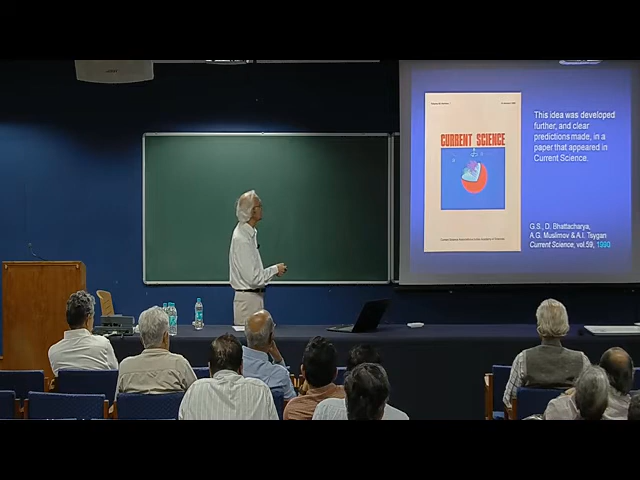 CURRENT SCIENCE
This idea was developed
further, and clear
predictions made, in a
paper that appeared in
Current Science.
G.S., D. Bhattacharya,
A.G. Muslimov & A.I. Tsygan
Current Science, vol.59, 1990